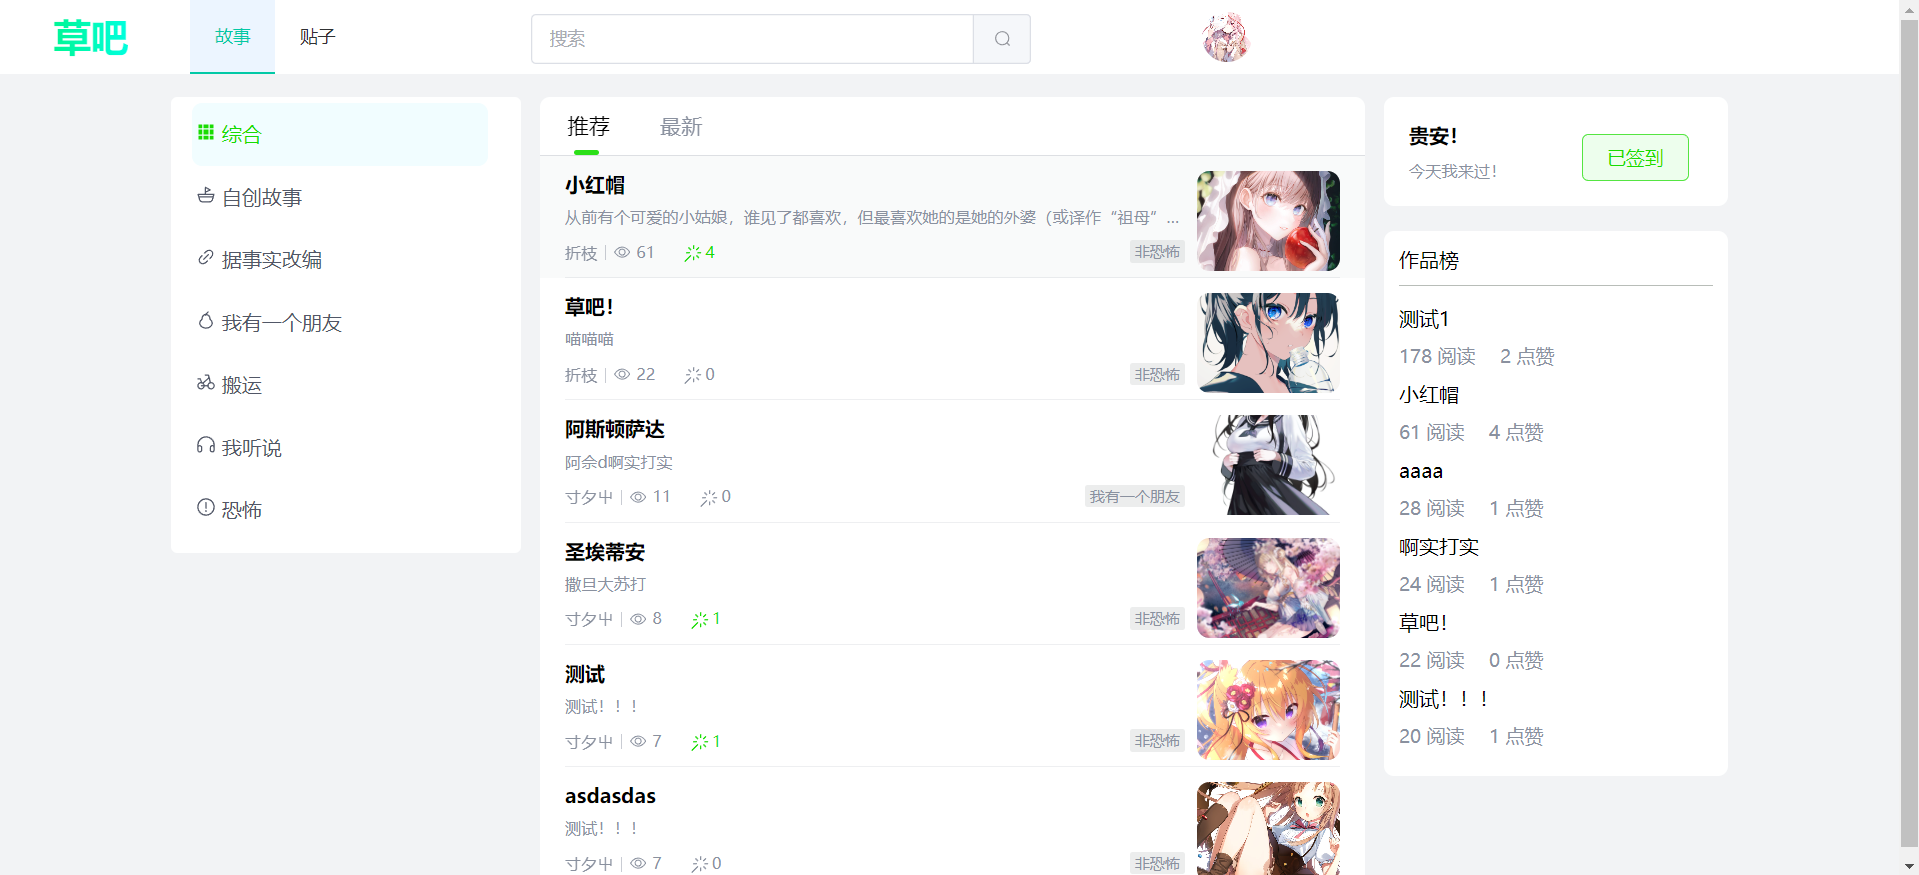 草吧
故事
贴子
搜索
综合
自创故事
据事实改编
我有一个朋友
搬运
我听说
恐怖
推荐
最新
小红帽
从前有个可爱的小姑娘，谁见了都喜欢，但最喜欢她的是她的外婆（或译作“祖母” ...
折枝 61 4
非恐怖
草吧！
喵喵喵
折枝 22 0
非恐怖
阿斯顿萨达
阿佘d啊实打实
寸夕屮 11 0
我有一个朋友
圣埃蒂安
撒旦大苏打
寸夕屮 8 1
非恐怖
测试
测试！！！
寸夕屮 7 1
非恐怖
asdasdas
测试！！！
寸夕屮 7 0
非恐怖
贵安！
今天我来过！
已签到
作品榜
测试1
178 阅读 2 点赞
小红帽
61 阅读 4 点赞
aaaa
28 阅读 1 点赞
啊实打实
24 阅读 1 点赞
草吧！
22 阅读 0 点赞
测试！！！
20 阅读 1 点赞